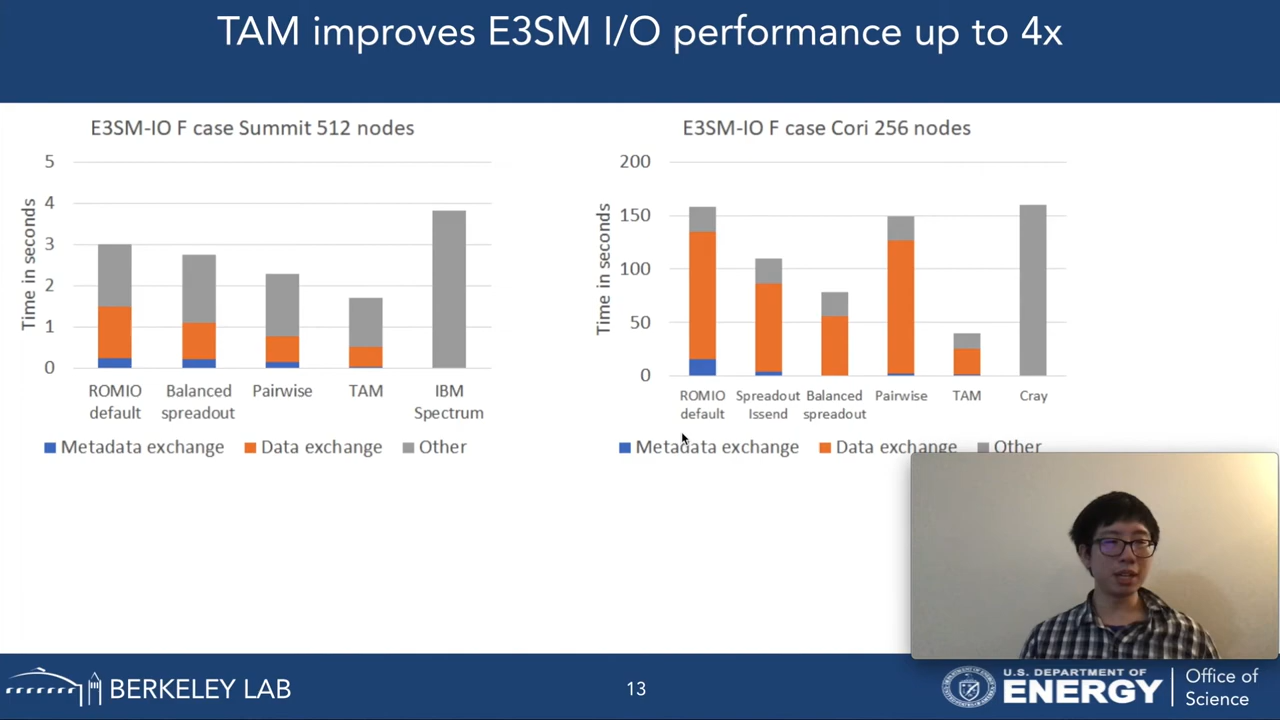 TAM improves E3SM I/O performance up to 4x
E3SM-IO F case Summit 512 nodes
5
4
3
2
1
0
Time in seconds
ROMIO default
Balanced spreadout
Pairwise
TAM
IBM Spectrum
Metadata exchange
Data exchange
Other
E3SM-IO F case Cori 256 nodes
200
150
100
50
0
Time in seconds
ROMIO default
Spreadout Issend
Balanced spreadout
Pairwise
TAM
Cray
Metadata exchange
Data exchange
Other
BERKELEY LAB
13
U.S. DEPARTMENT OF
ENERGY
Office of
Science